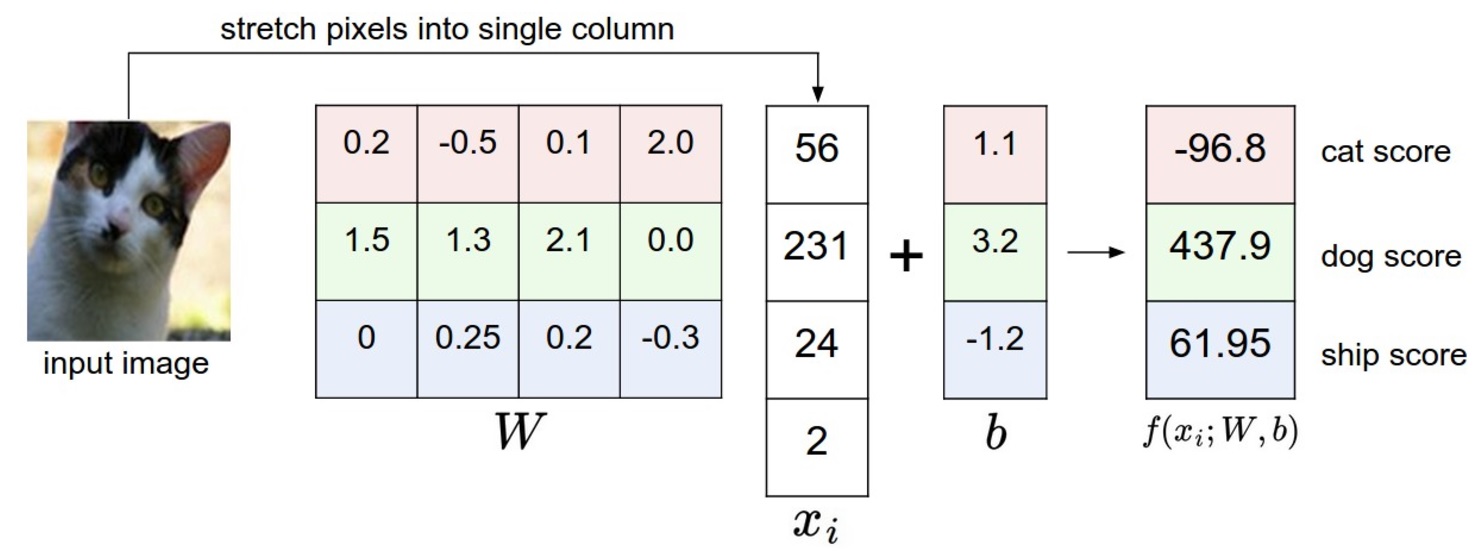 stretch pixels into single column
0.2 -0.5 0.1 2.0 56 1.1 -96.8 cat score
1.5 1.3 2.1 0.0 231 + 3.2 437.9 dog score
0 0.25 0.2 -0.3 24 -1.2 61.95 ship score
input image
W b f(xᵢ; W, b)
2
xᵢ